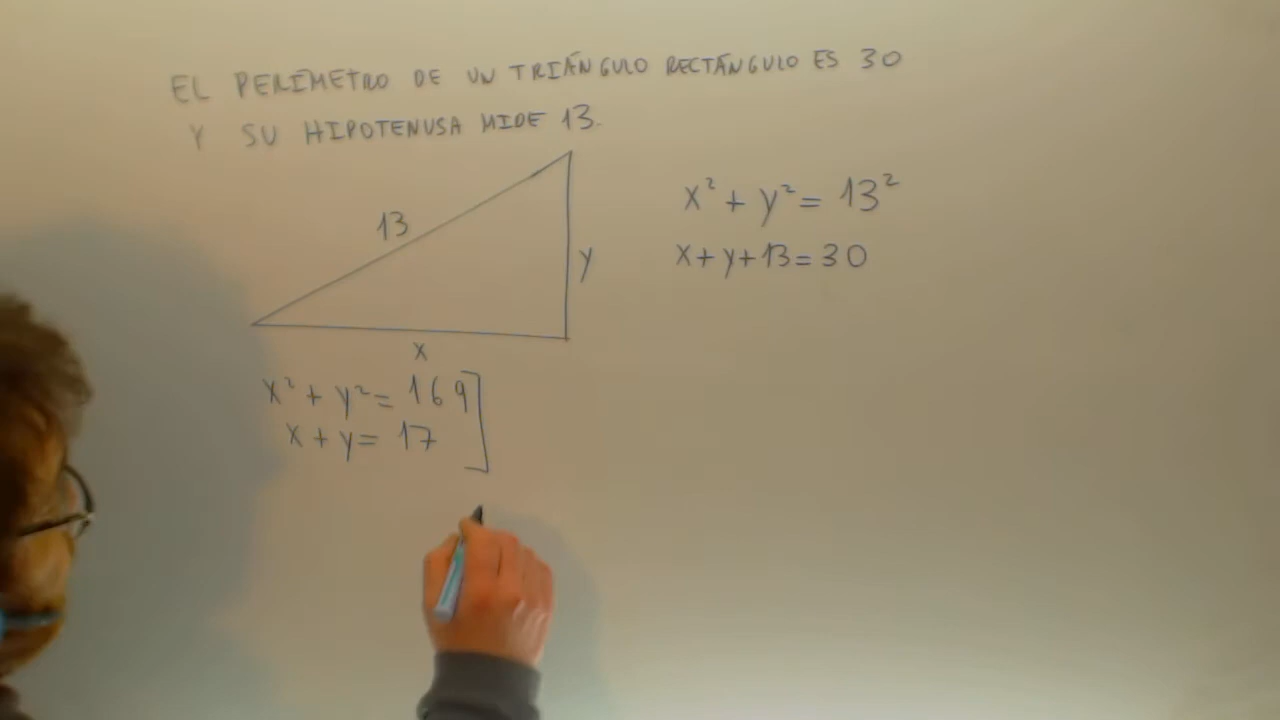 EL PERÍMETRO DE UN TRIÁNGULO RECTÁNGULO ES 30
Y SU HIPOTENUSA MIDE 13.
13
y
x
x² + y² = 13²
x + y + 13 = 30
x² + y² = 169
x + y = 17